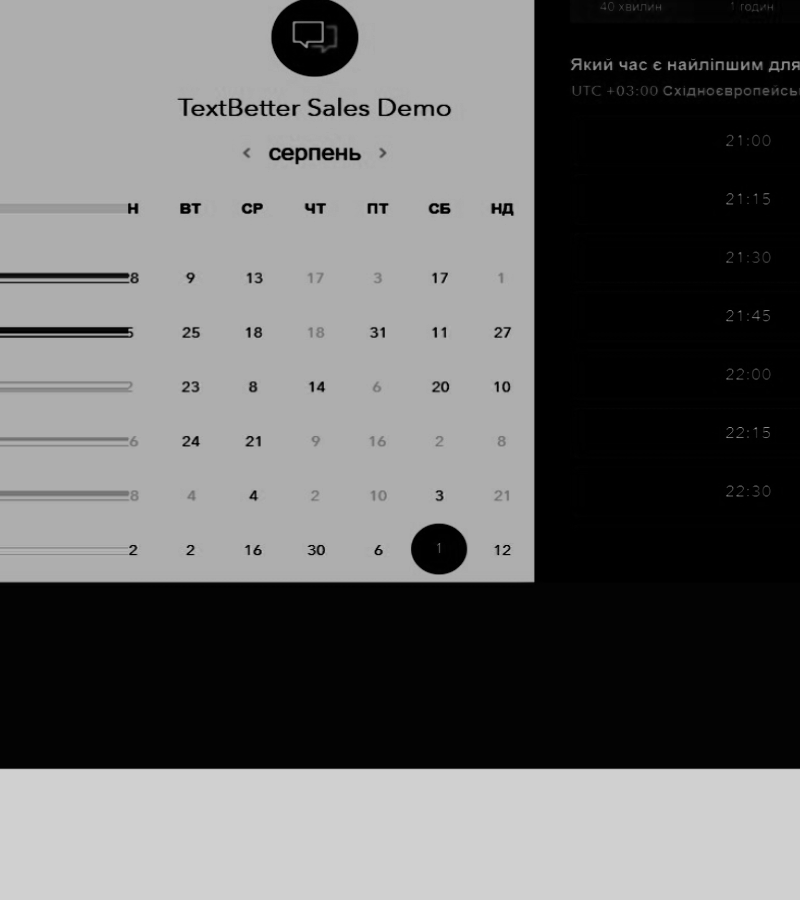 TextBetter Sales Demo
< серпень >
Н ВТ СР ЧТ ПТ СБ НД
8 9 13 17 3 17 1
5 25 18 18 31 11 27
2 23 8 14 6 20 10
6 24 21 9 16 2 8
8 4 4 2 10 3 21
2 2 16 30 6 1 12
40 хвилин 1 годин
Який час є найліпшим для
UTC +03:00 Східноєвропейсь
21:00
21:15
21:30
21:45
22:00
22:15
22:30